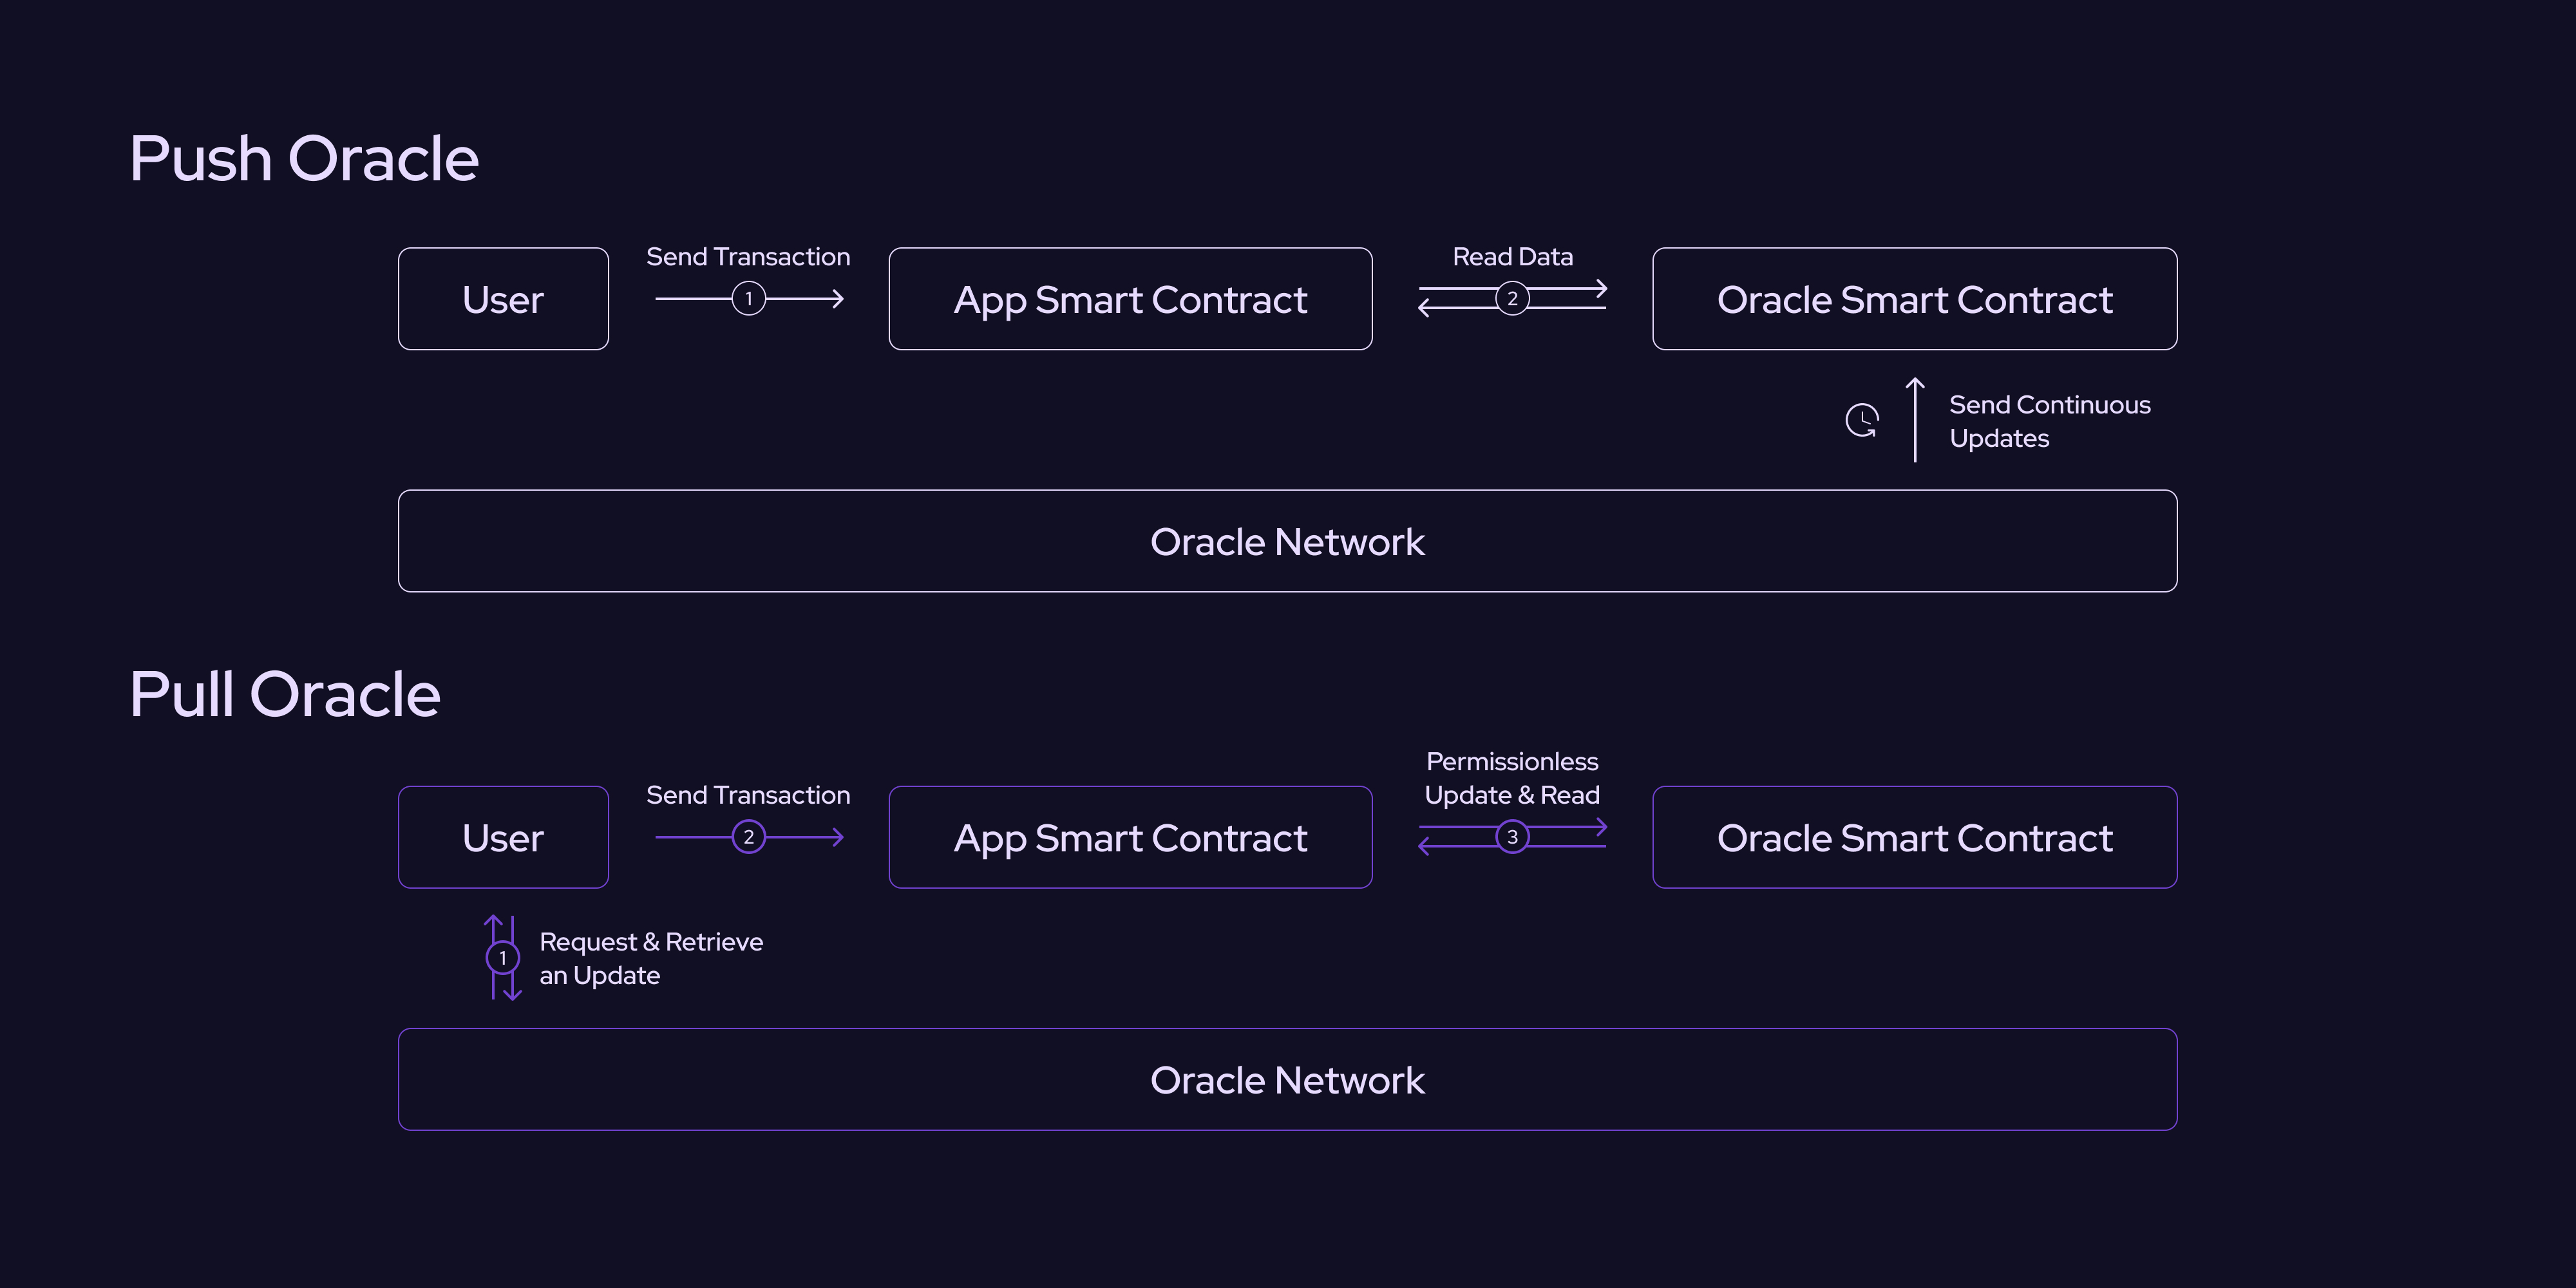 Push Oracle
User
Send Transaction
1
App Smart Contract
Read Data
2
Oracle Smart Contract
Send Continuous
Updates
Oracle Network
Pull Oracle
User
Send Transaction
2
App Smart Contract
Permissionless
Update & Read
3
Oracle Smart Contract
1
Request & Retrieve
an Update
Oracle Network